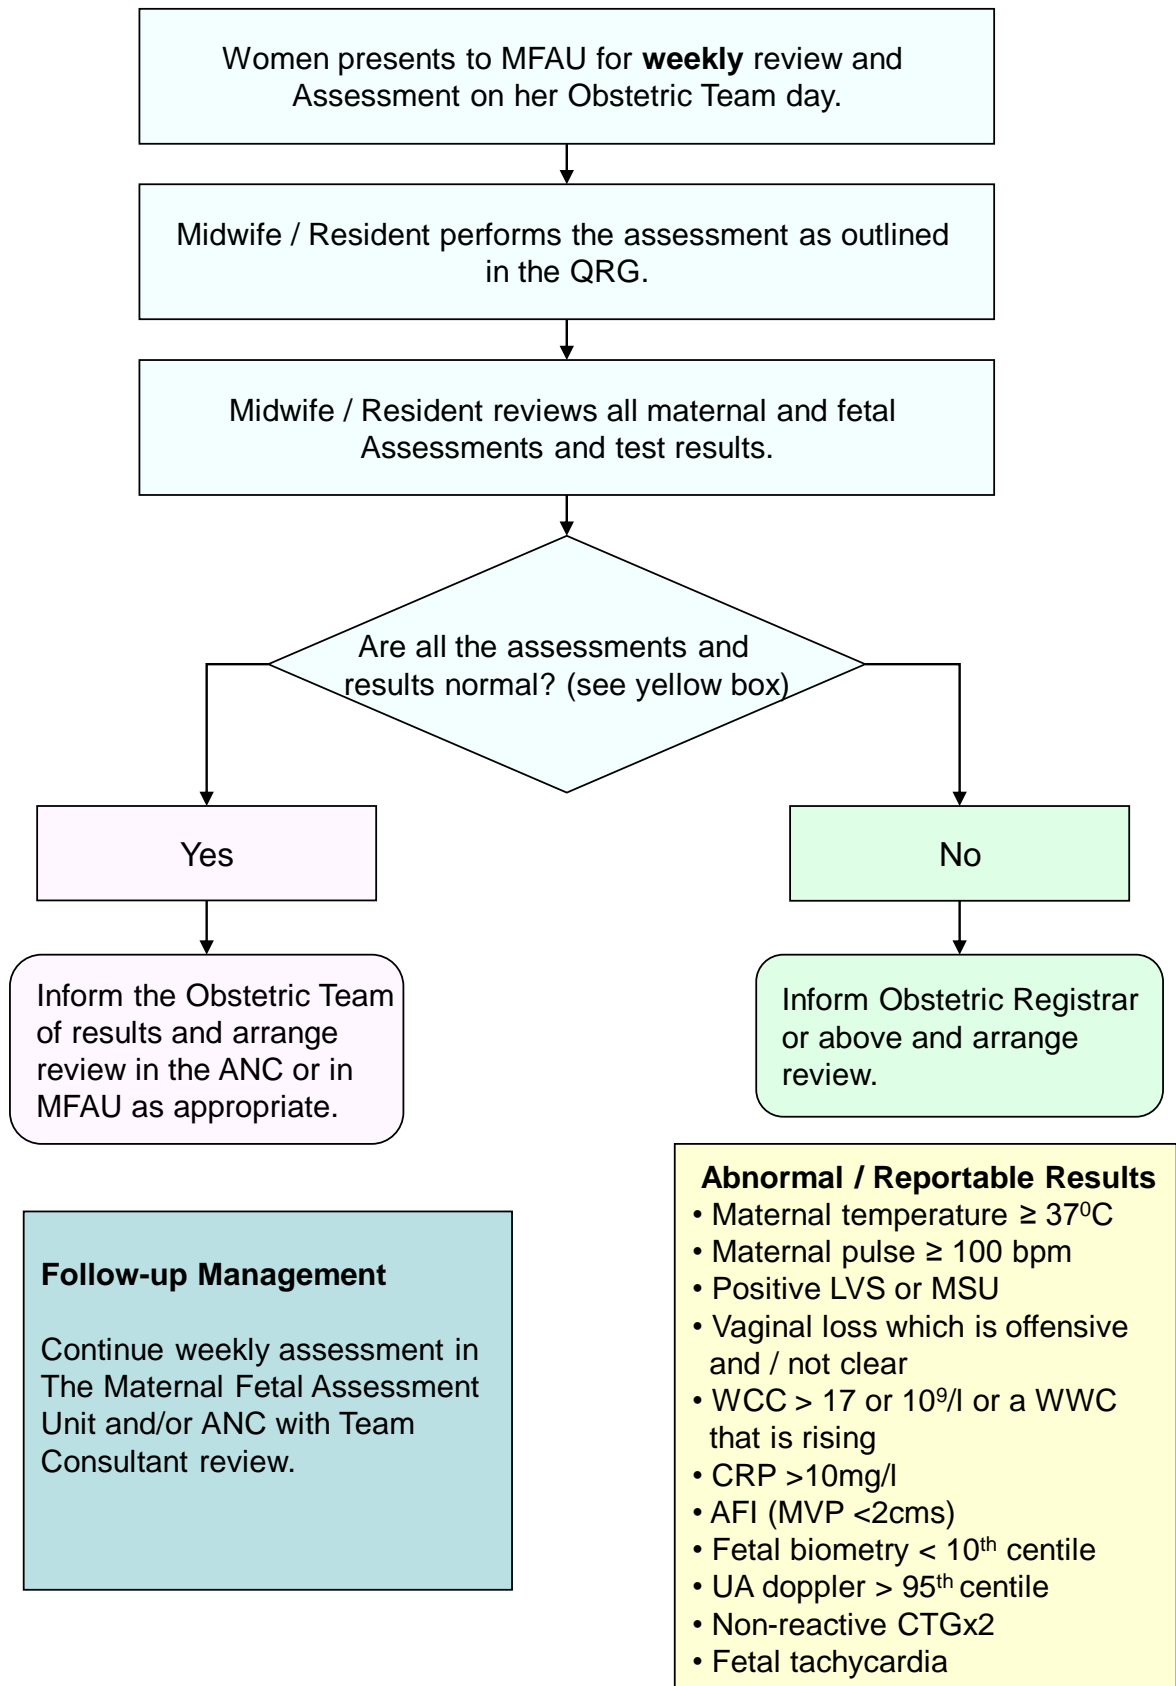 Women presents to MFAU for weekly review and
Assessment on her Obstetric Team day.
Midwife / Resident performs the assessment as outlined
in the QRG.
Midwife / Resident reviews all maternal and fetal
Assessments and test results.
Are all the assessments and
results normal? (see yellow box)
Yes
No
Inform the Obstetric Team
of results and arrange
review in the ANC or in
MFAU as appropriate.
Inform Obstetric Registrar
or above and arrange
review.
Follow-up Management
Continue weekly assessment in
The Maternal Fetal Assessment
Unit and/or ANC with Team
Consultant review.
Abnormal / Reportable Results
• Maternal temperature ≥ 37⁰C
• Maternal pulse ≥ 100 bpm
• Positive LVS or MSU
• Vaginal loss which is offensive
and / not clear
• WCC > 17 or 10⁹/l or a WWC
that is rising
• CRP >10mg/l
• AFI (MVP <2cms)
• Fetal biometry < 10ᵗʰ centile
• UA doppler > 95ᵗʰ centile
• Non-reactive CTGx2
• Fetal tachycardia